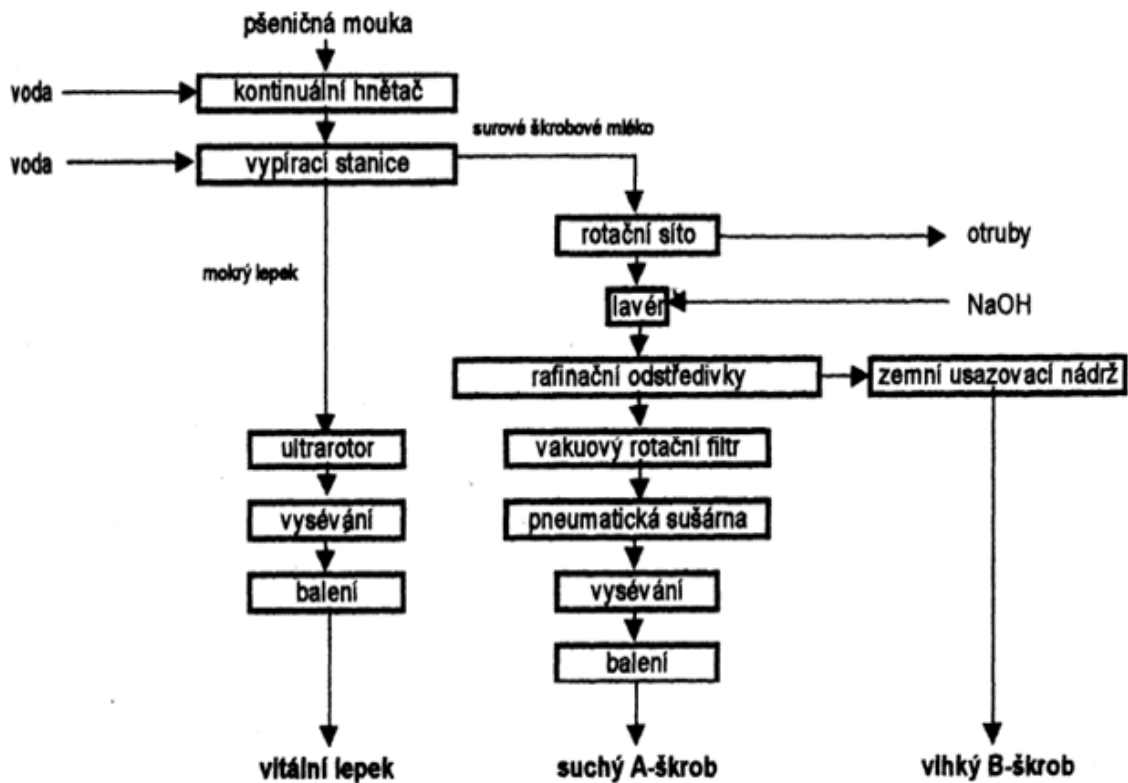 pšeničná mouka
voda
kontinuální hnětač
surové škrobové mléko
voda
vypírací stanice
rotační síto
otruby
mokrý lepek
lavér
NaOH
rafinační odstředivky
zemní usazovací nádrž
ultrarotor
vakuový rotační filtr
vysévání
pneumatická sušárna
balení
vysévání
balení
vitální lepek
suchý A-škrob
vlhký B-škrob